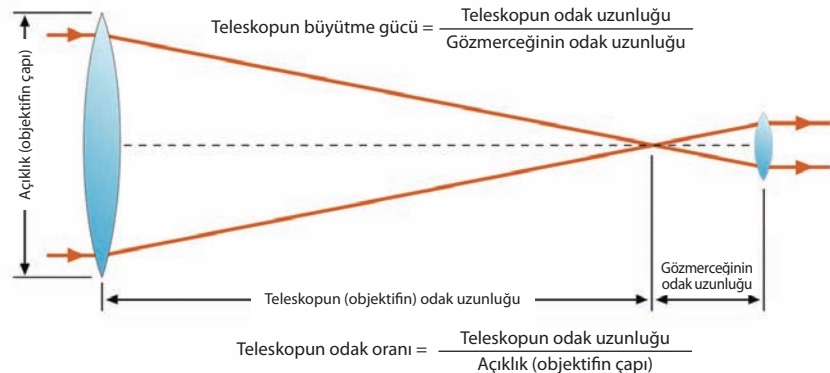 Teleskopun büyütme gücü = Teleskopun odak uzunluğu
Gözmerceğinin odak uzunluğu
Açıklık (objektifin çapı)
Gözmerceğinin
odak uzunluğu
Teleskopun (objektifin) odak uzunluğu
Teleskopun odak oranı = Teleskopun odak uzunluğu
Açıklık (objektifin çapı)